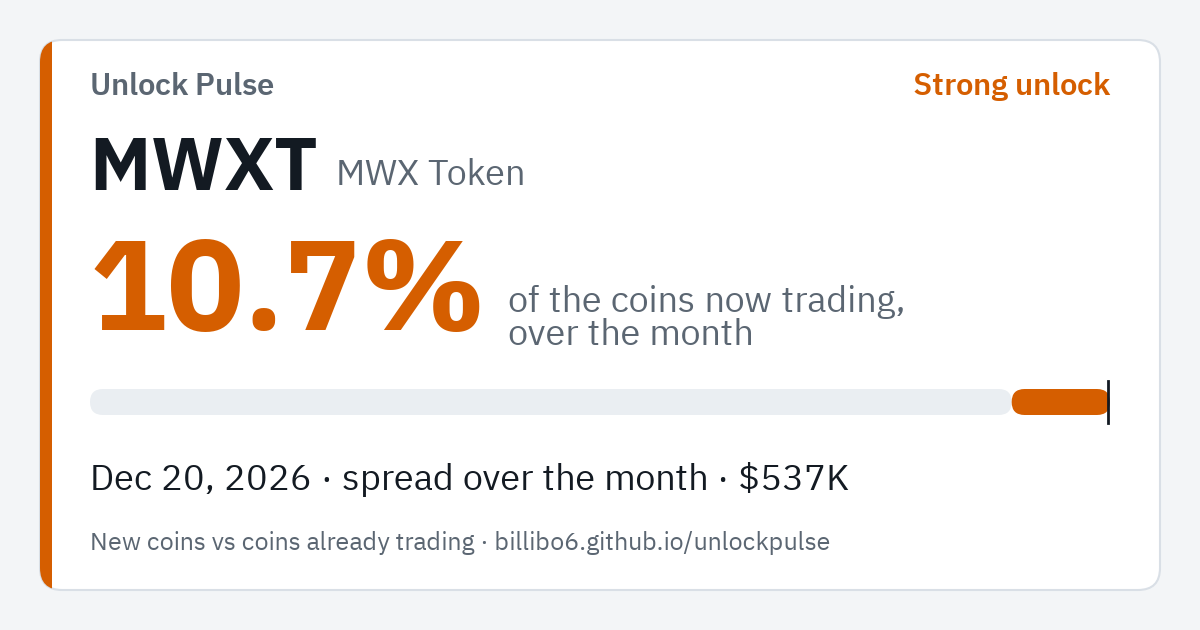 Unlock Pulse
Strong unlock
MWXT MWX Token
10.7% of the coins now trading,
over the month
Dec 20, 2026 · spread over the month · $537K
New coins vs coins already trading · billibo6.github.io/unlockpulse